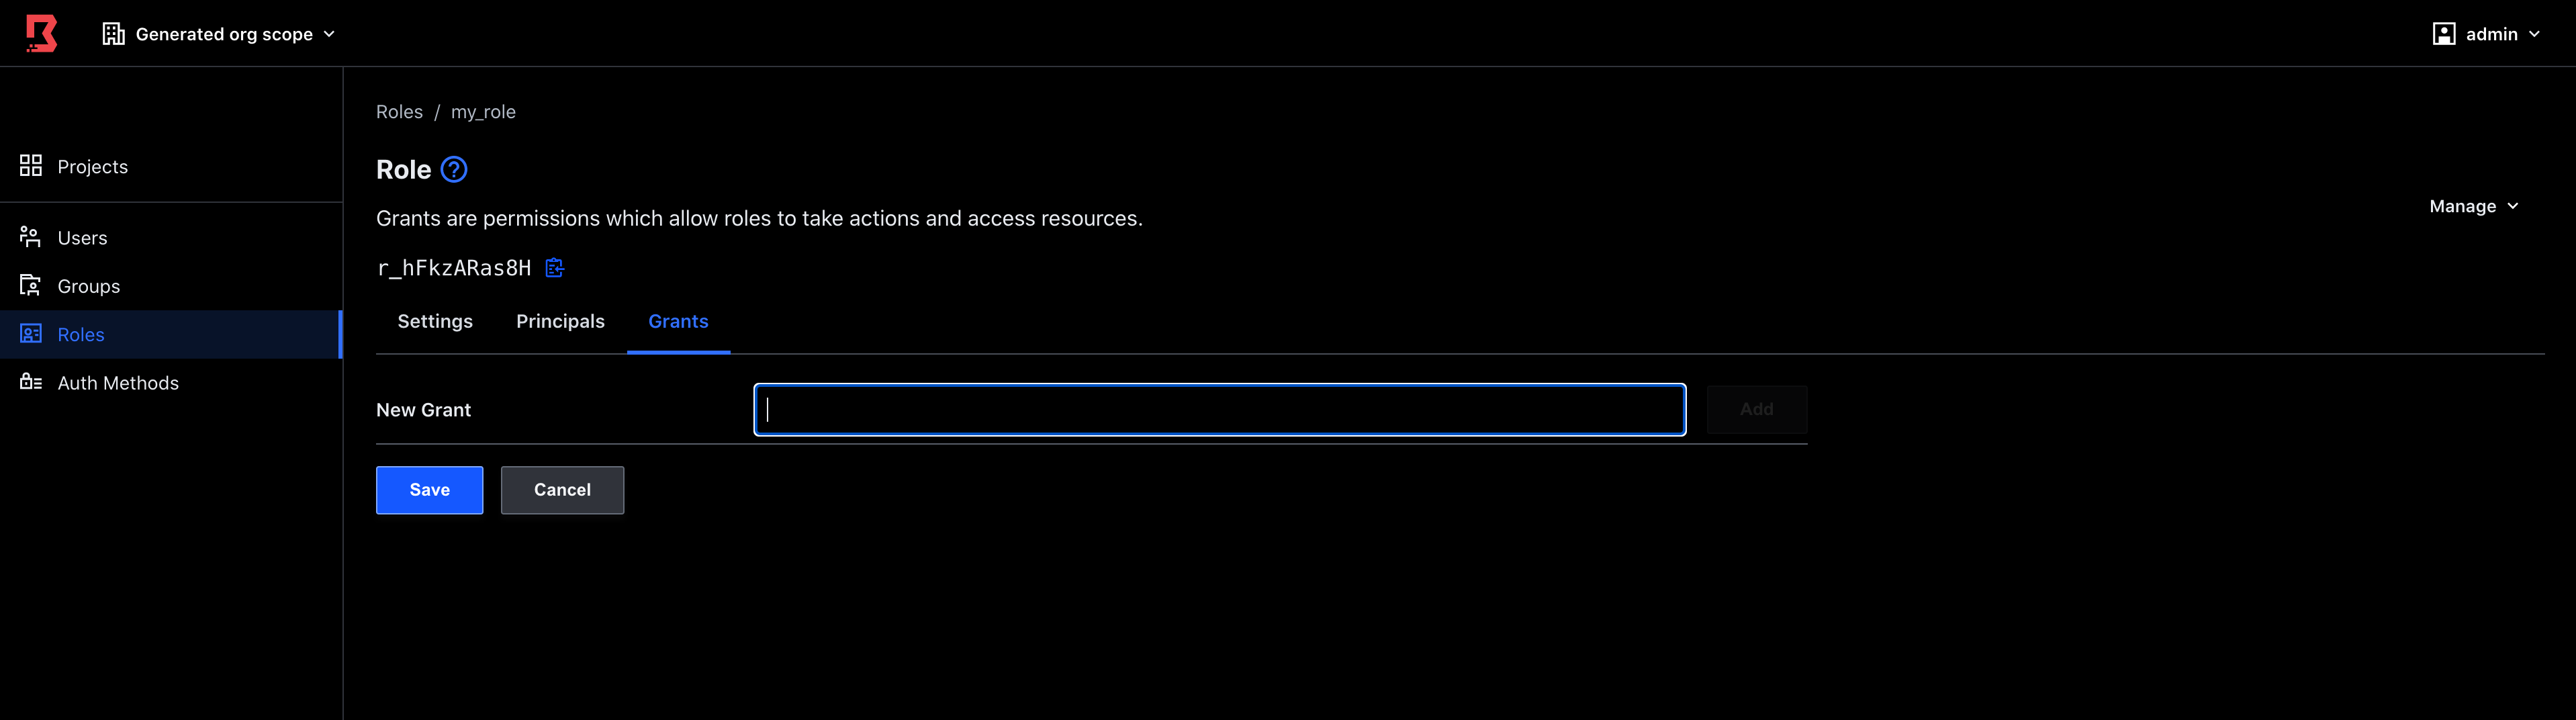 Generated org scope
admin
Projects
Users
Groups
Roles
Auth Methods
Roles / my_role
Role
Grants are permissions which allow roles to take actions and access resources.
Manage
r_hFkzARas8H
Settings Principals Grants
New Grant
Add
Save Cancel